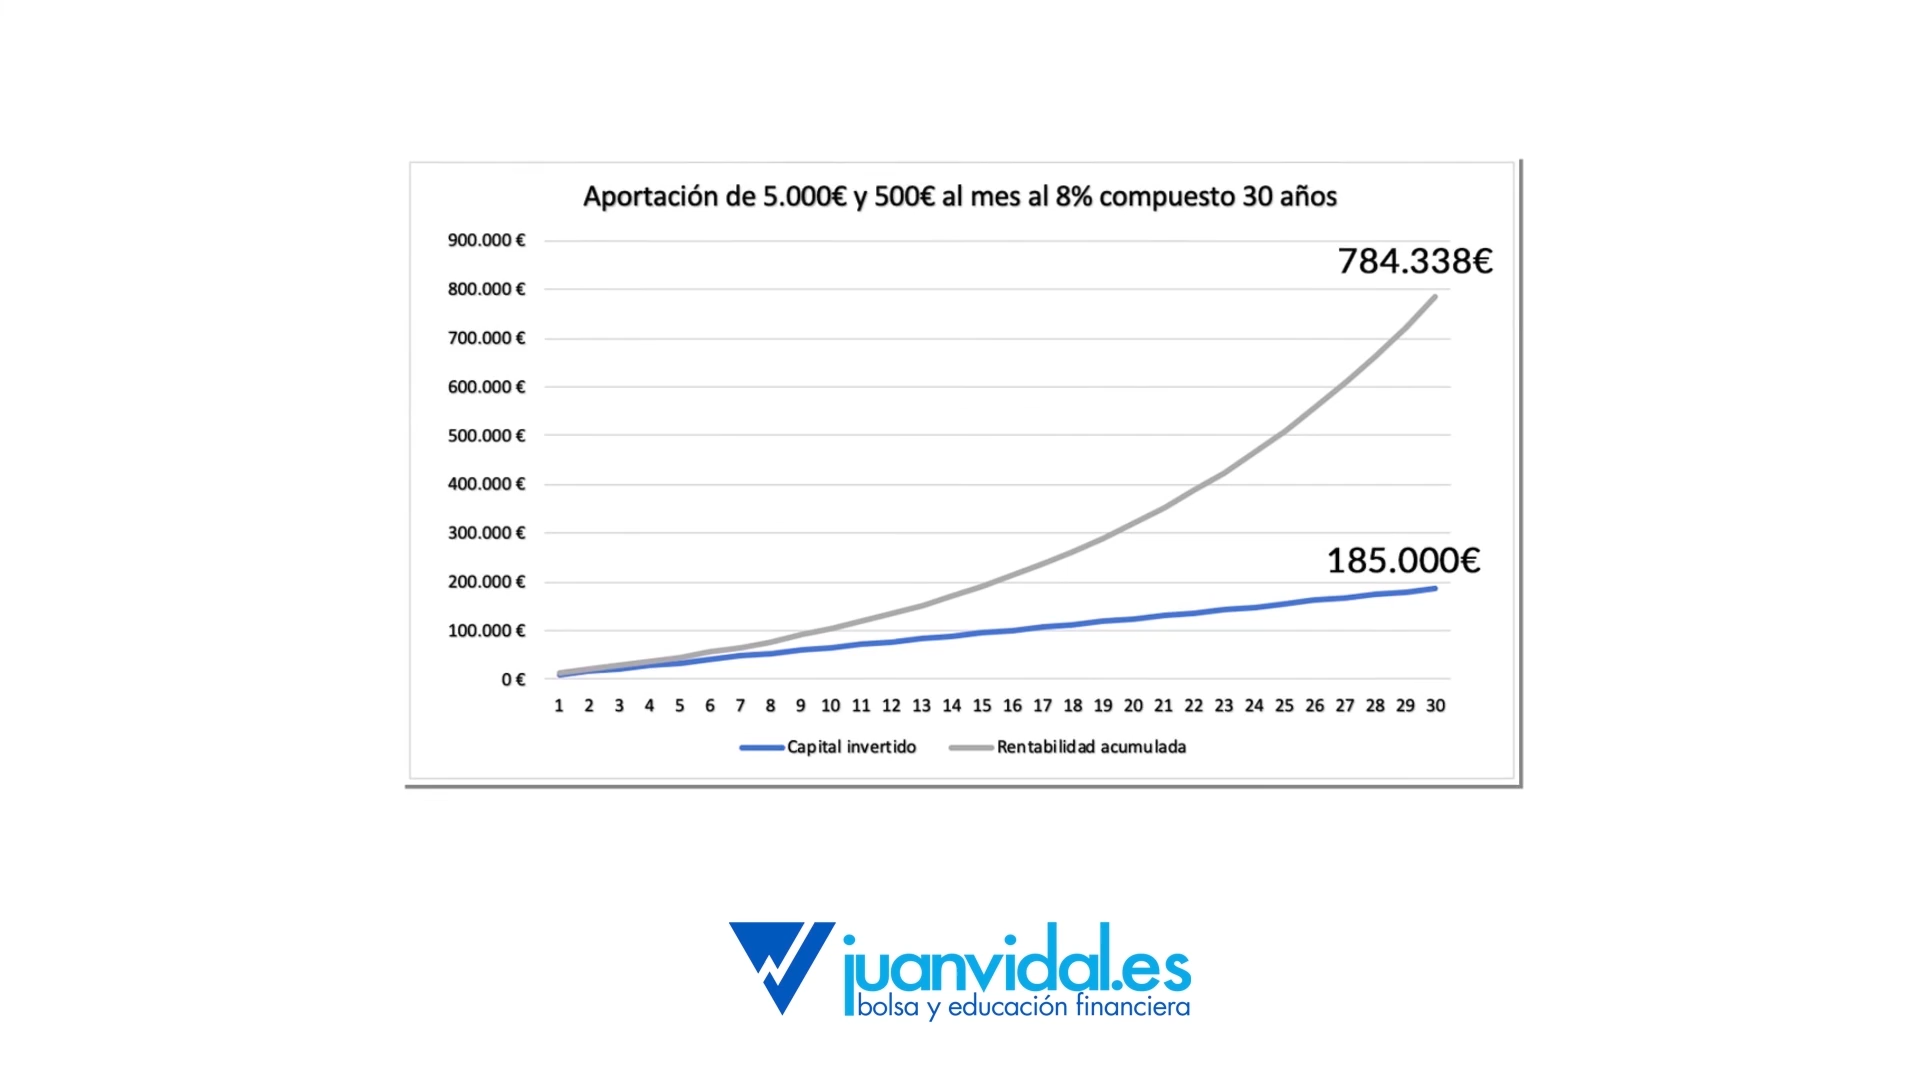 Aportación de 5.000€ y 500€ al mes al 8% compuesto 30 años
900.000 €
784.338€
800.000 €
700.000 €
600.000 €
500.000 €
400.000 €
300.000 €
185.000€
200.000 €
100.000 €
0 €
1 2 3 4 5 6 7 8 9 10 11 12 13 14 15 16 17 18 19 20 21 22 23 24 25 26 27 28 29 30
Capital invertido Rentabilidad acumulada
juanvidal.es
bolsa y educación financiera